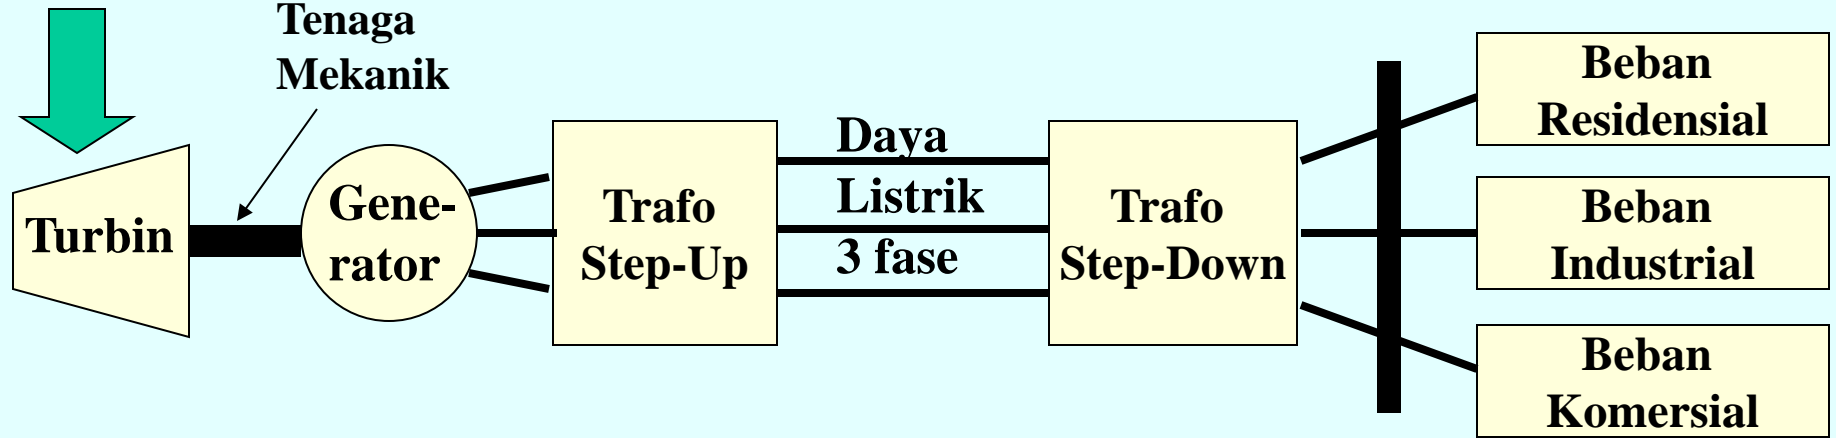 Tenaga
Mekanik
Turbin
Gene-
rator
Trafo
Step-Up
Daya
Listrik
3 fase
Trafo
Step-Down
Beban
Residensial
Beban
Industrial
Beban
Komersial